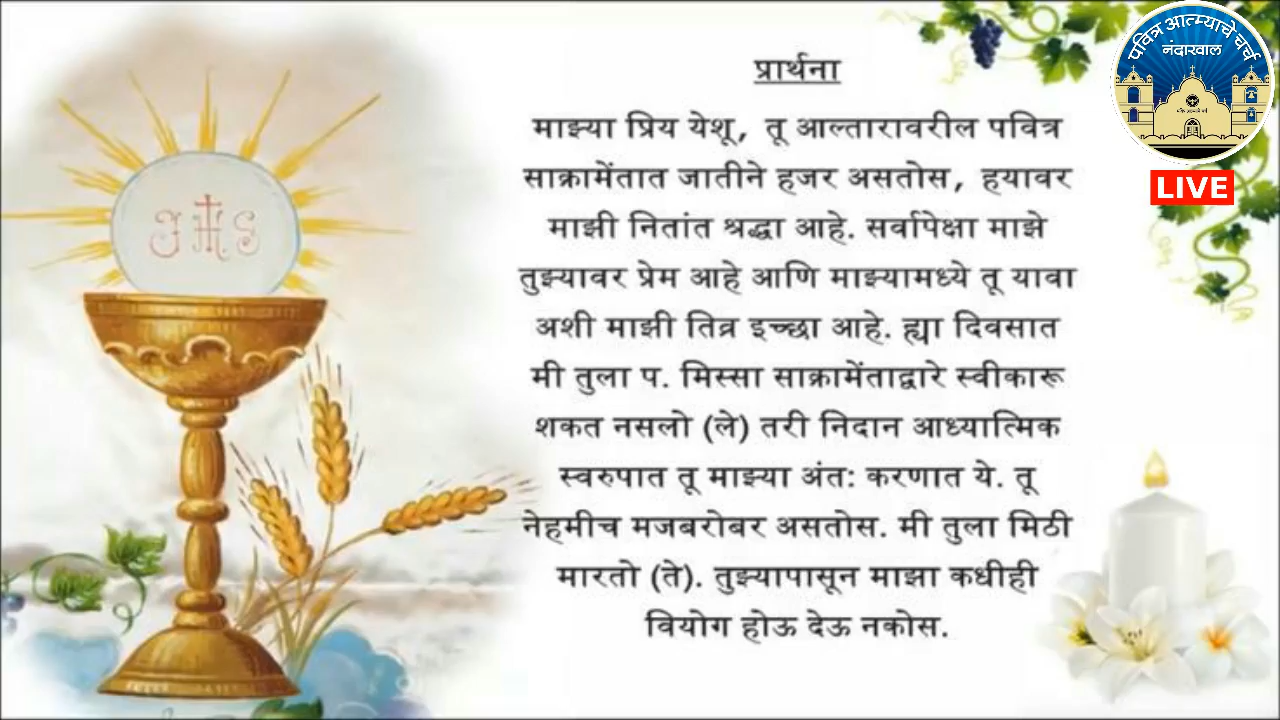 प्रार्थना
माझ्या प्रिय येशू, तू आल्तारावरील पवित्र
साक्रामेंतात जातीने हजर असतोस, हयावर
माझी नितांत श्रद्धा आहे. सर्वापेक्षा माझे
तुझ्यावर प्रेम आहे आणि माझ्यामध्ये तू यावा
अशी माझी तिव्र इच्छा आहे. ह्या दिवसात
मी तुला प. मिस्सा साक्रामेंताद्वारे स्वीकारू
शकत नसलो (ले) तरी निदान आध्यात्मिक
स्वरुपात तू माझ्या अंत: करणात ये. तू
नेहमीच मजबरोबर असतोस. मी तुला मिठी
मारतो (ते). तुझ्यापासून माझा कधीही
वियोग होऊ देऊ नकोस.
पवित्र आत्म्याचे चर्च
नंदाखाल
LIVE
JHS